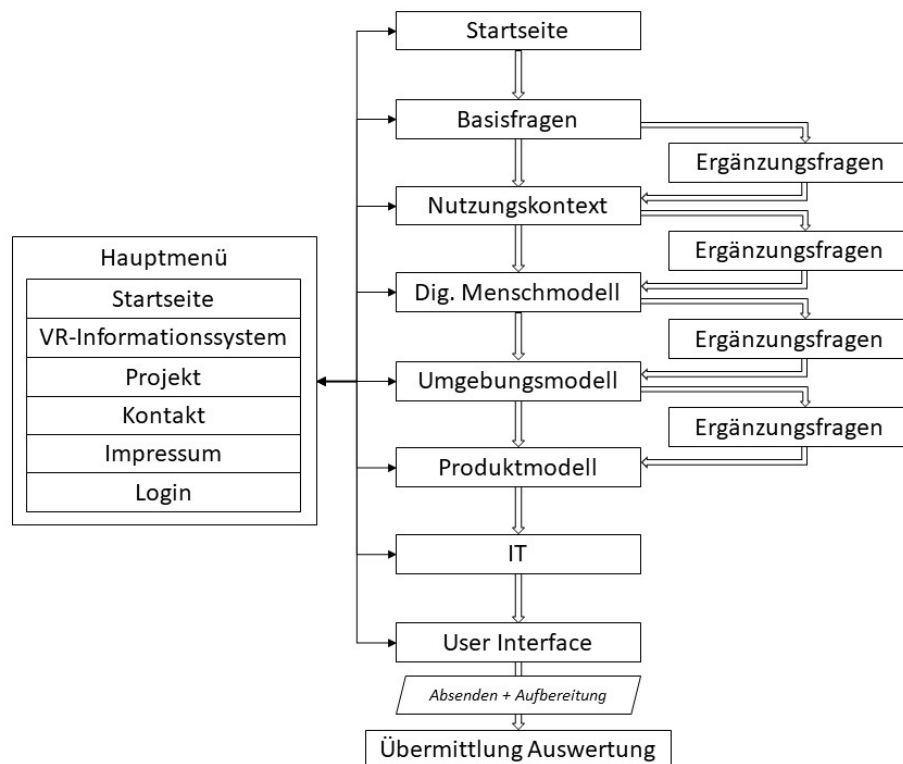 Startseite
Basisfragen
Ergänzungsfragen
Nutzungskontext
Ergänzungsfragen
Hauptmenü
Startseite
VR-Informationssystem
Projekt
Kontakt
Impressum
Login
Dig. Menschmodell
Ergänzungsfragen
Umgebungsmodell
Ergänzungsfragen
Produktmodell
IT
User Interface
Absenden + Aufbereitung
Übermittlung Auswertung